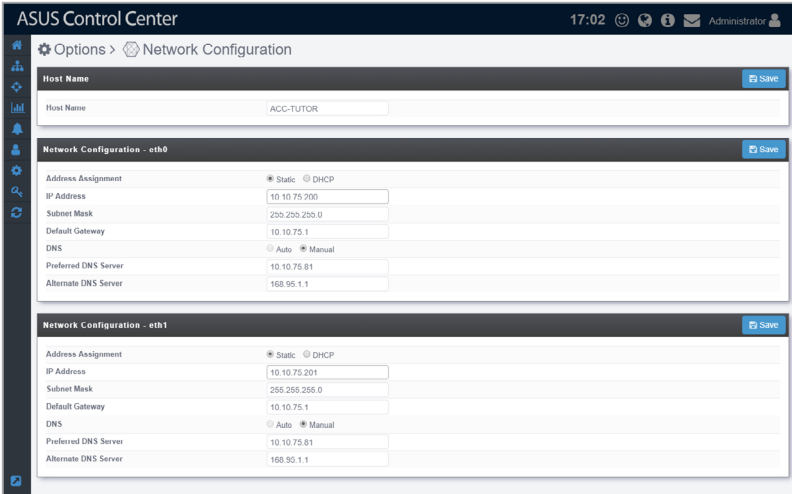 ASUS Control Center
17:02 Administrator
Options > Network Configuration
Host Name Save
Host Name ACC-TUTOR
Network Configuration - eth0 Save
Address Assignment Static DHCP
IP Address 10.10.75.200
Subnet Mask 255.255.255.0
Default Gateway 10.10.75.1
DNS Auto Manual
Preferred DNS Server 10.10.75.81
Alternate DNS Server 168.95.1.1
Network Configuration - eth1 Save
Address Assignment Static DHCP
IP Address 10.10.75.201
Subnet Mask 255.255.255.0
Default Gateway 10.10.75.1
DNS Auto Manual
Preferred DNS Server 10.10.75.81
Alternate DNS Server 168.95.1.1